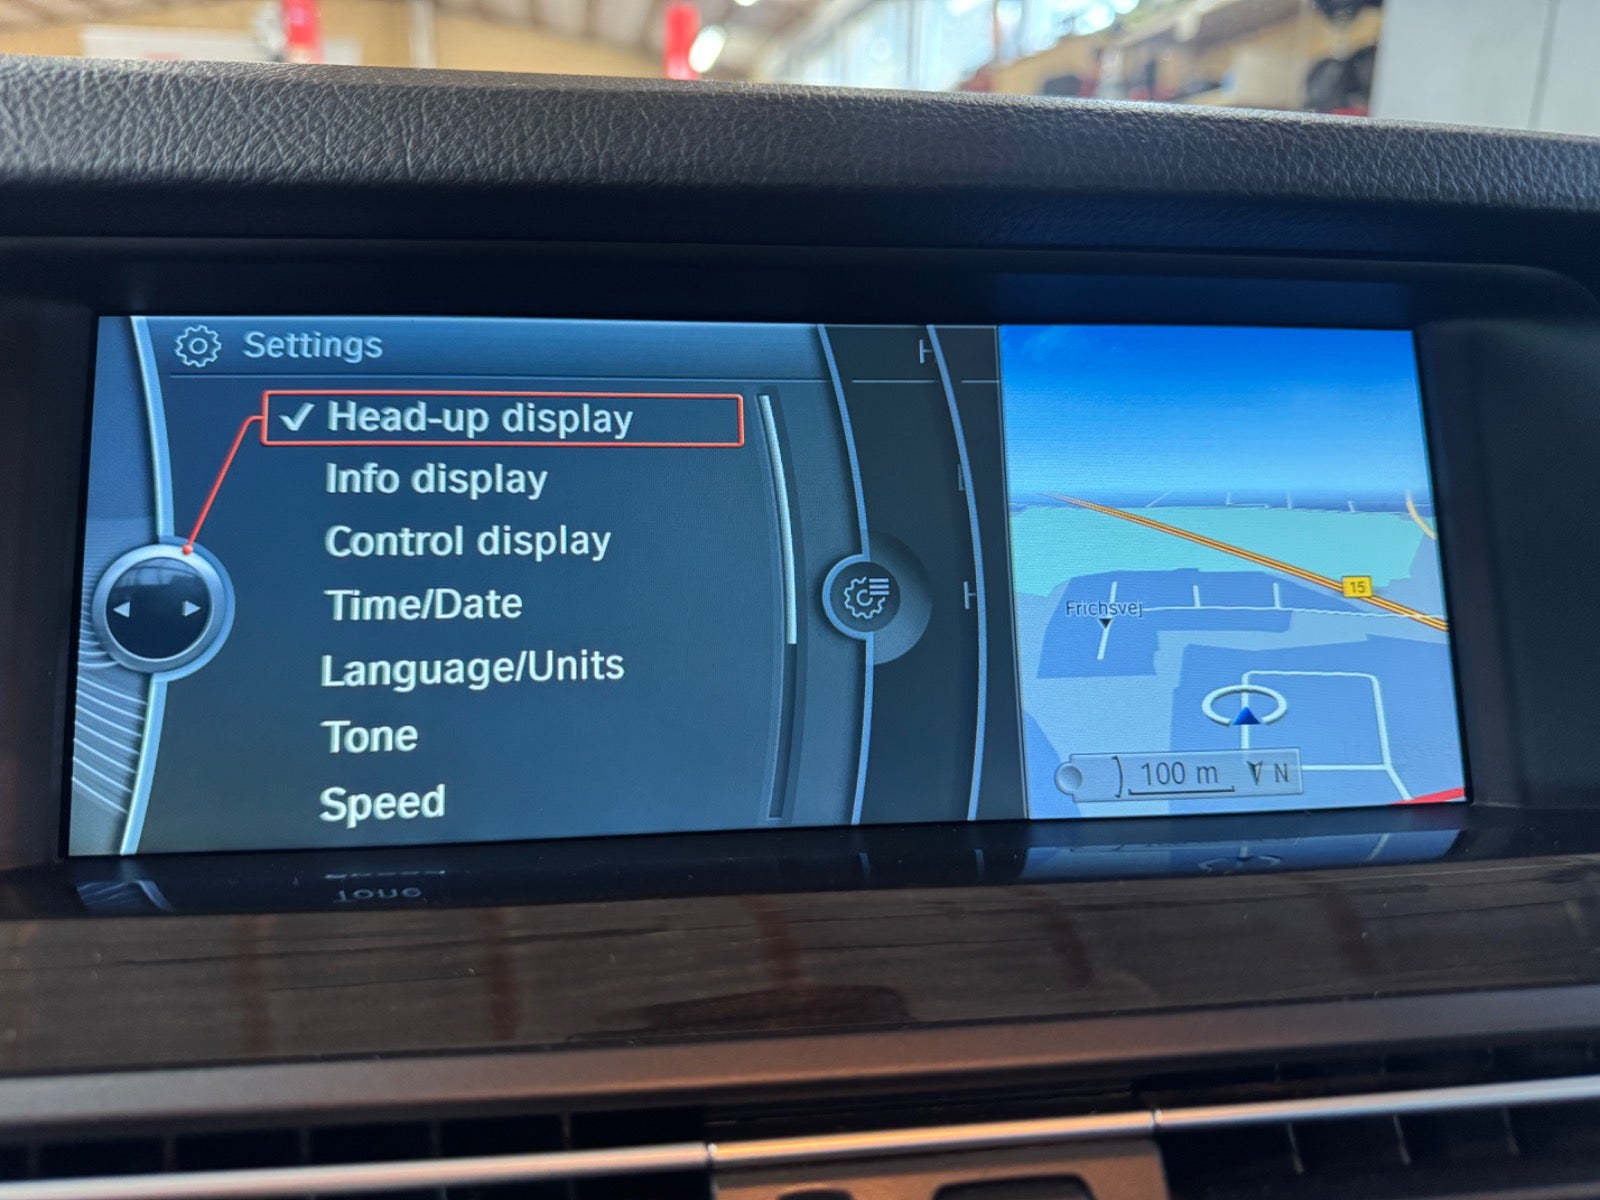 Settings
✓ Head-up display
Info display
Control display
Time/Date
Language/Units
Tone
Speed
H
H
15
Frichsvej
100 m
N